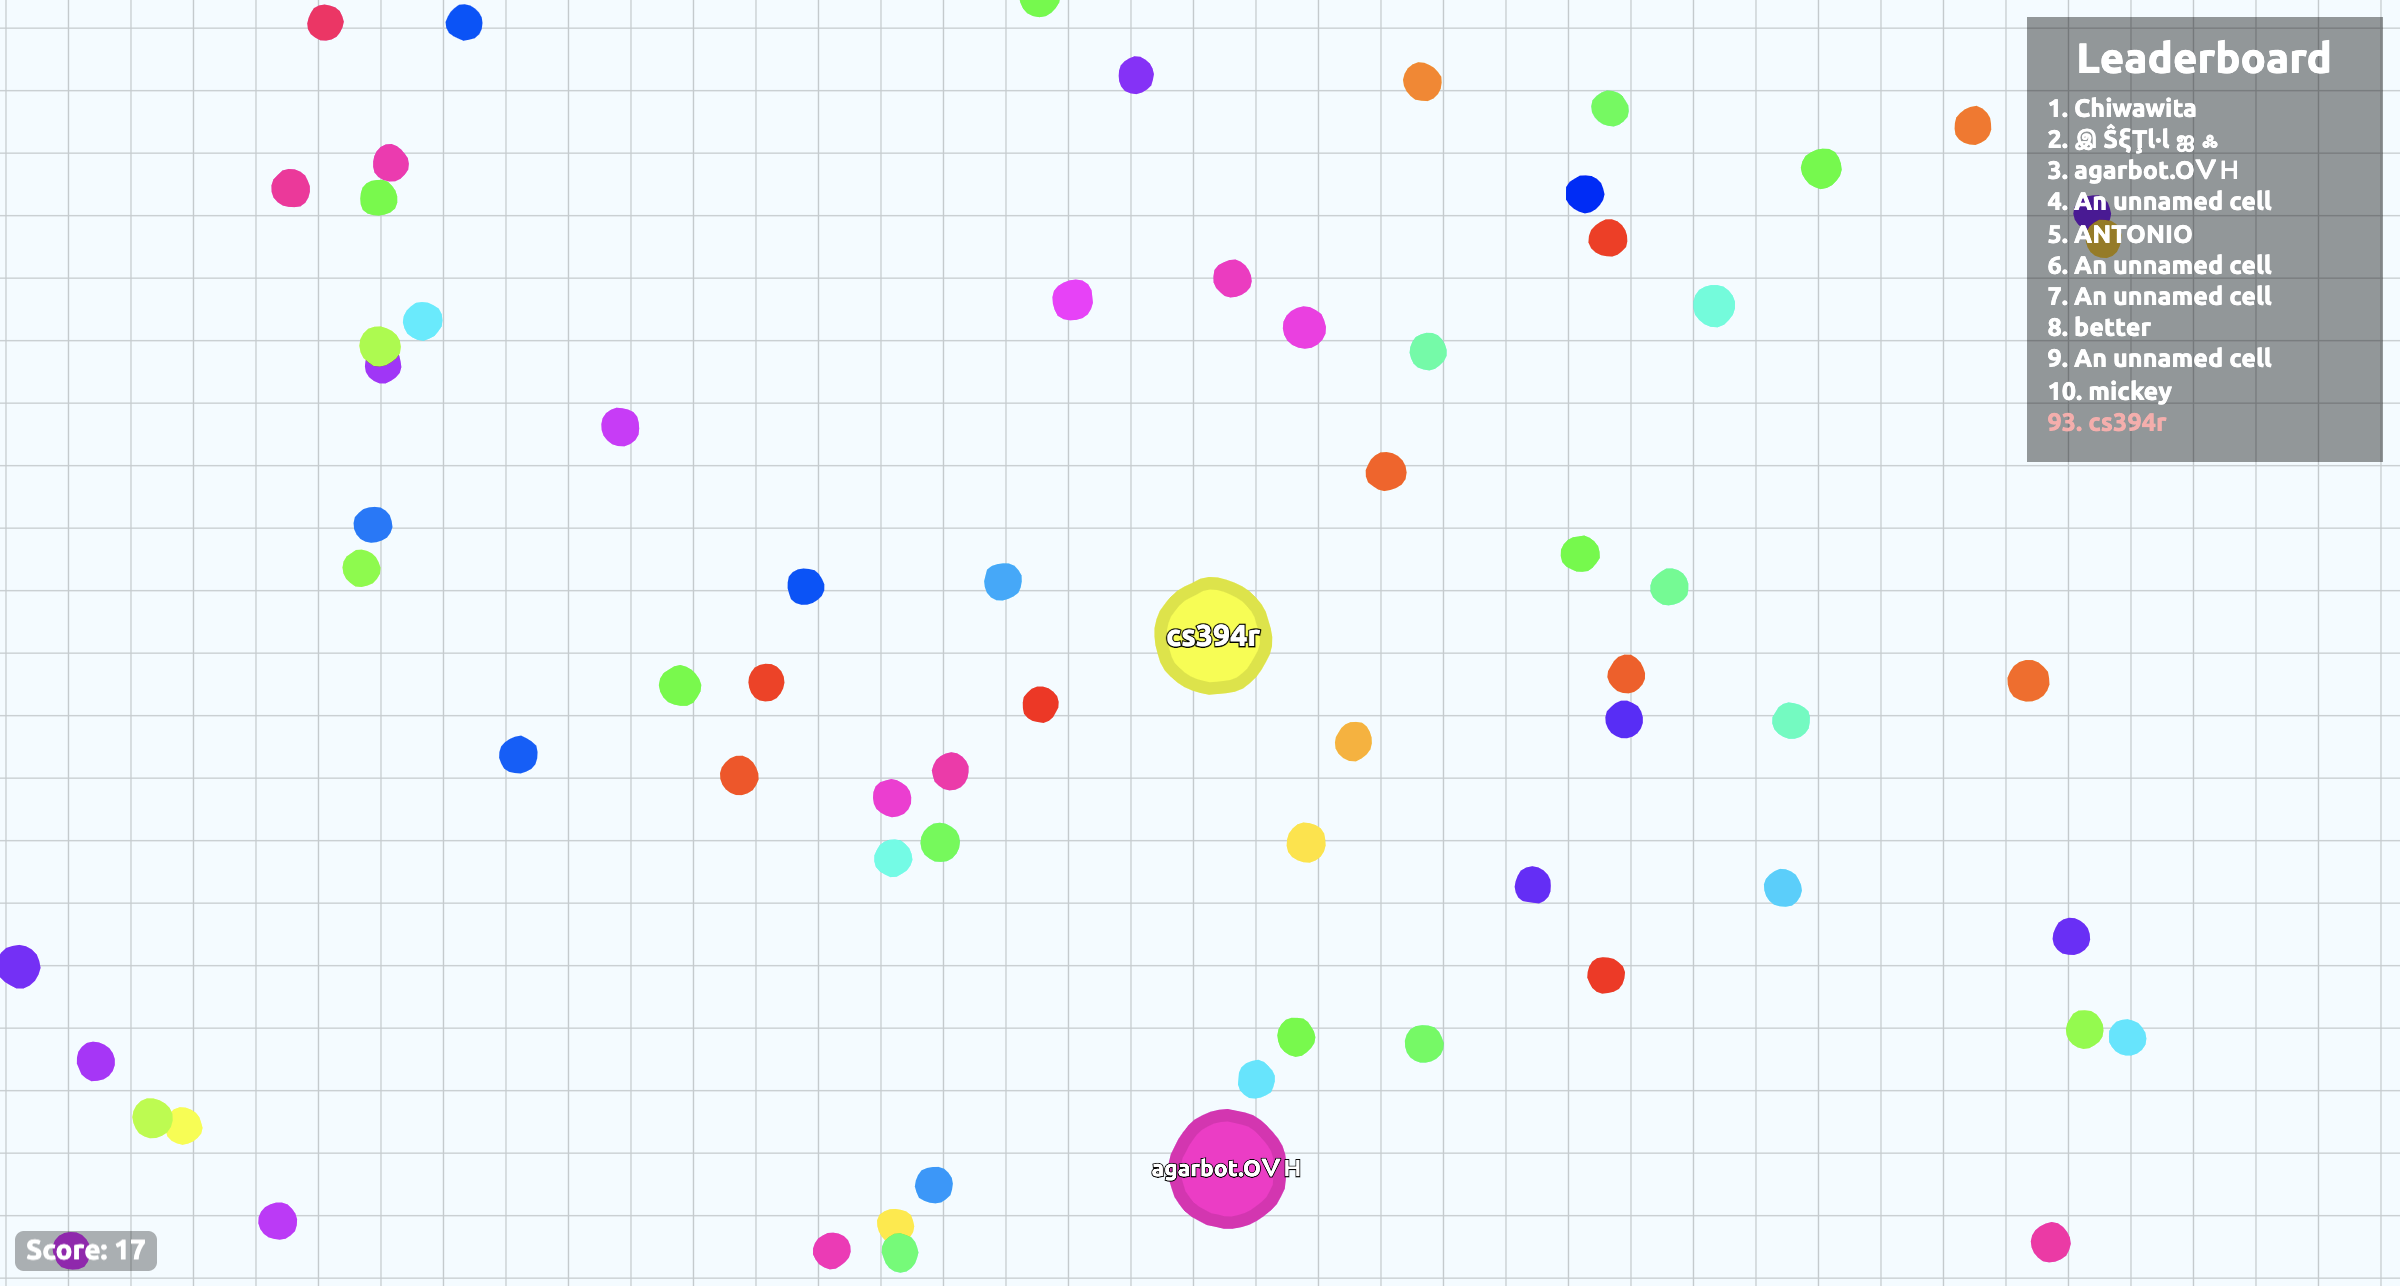 Leaderboard
1. Chiwawita
3. agarbot.OVH
4. An unnamed cell
5. ANTONIO
6. An unnamed cell
7. An unnamed cell
8. better
9. An unnamed cell
10. mickey
93. cs394r
cs394r
agarbot.OVH
Score: 17